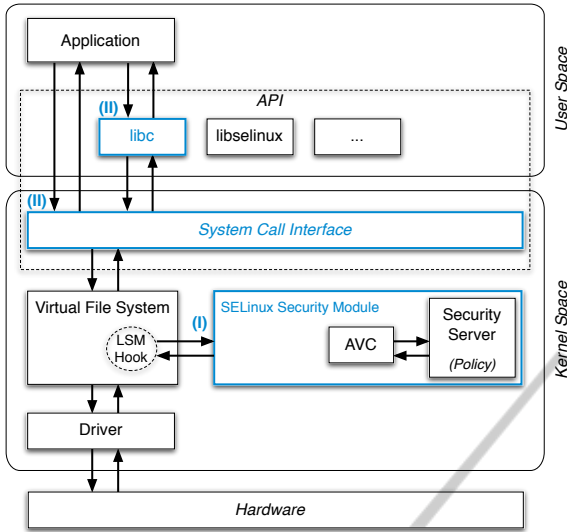 Application
User Space
API
(II)
libc
libselinux
...
(II)
System Call Interface
Virtual File System
(I)
SELinux Security Module
LSM
Hook
AVC
Security
Server
(Policy)
Kernel Space
Driver
Hardware